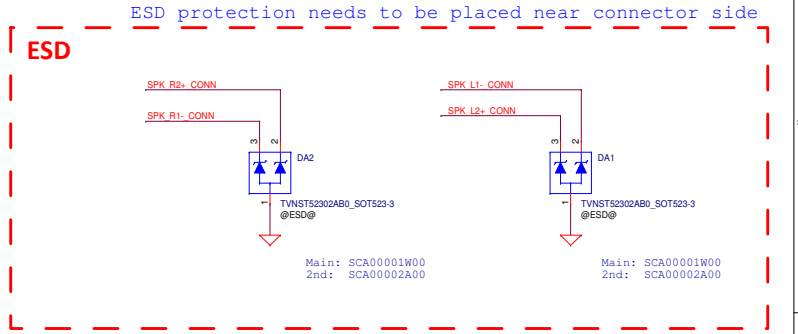 ESD protection needs to be placed near connector side
ESD
SPK_R2+_CONN
SPK_R1-_CONN
3
2
DA2
1
TVNST52302AB0_SOT523-3
@ESD@
Main: SCA00001W00
2nd: SCA00002A00
SPK_L1-_CONN
SPK_L2+_CONN
3
2
DA1
1
TVNST52302AB0_SOT523-3
@ESD@
Main: SCA00001W00
2nd: SCA00002A00